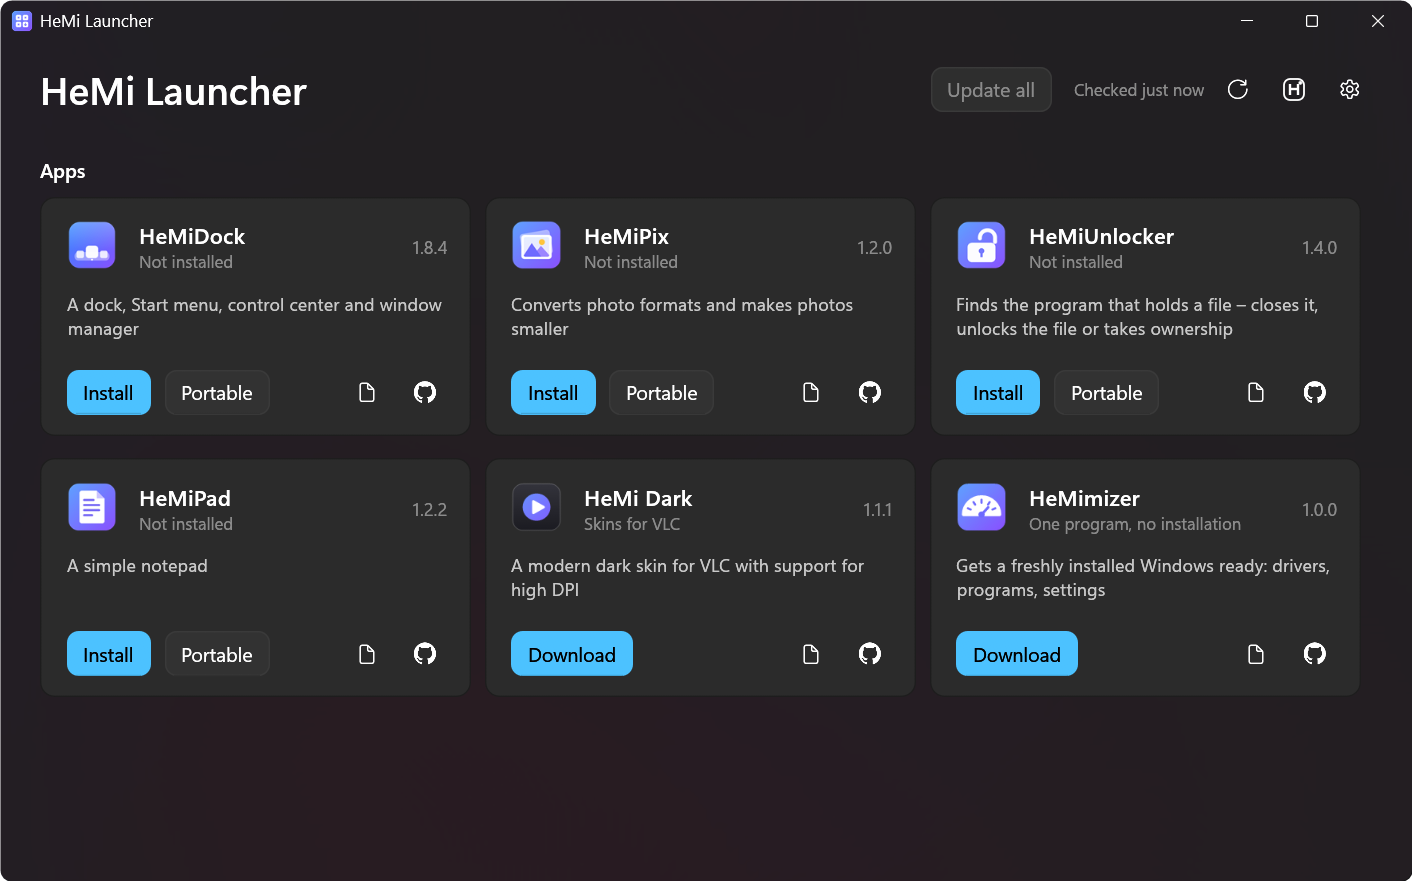 HeMi Launcher
HeMi Launcher
Update all
Checked just now
Apps
HeMiDock
Not installed
1.8.4
A dock, Start menu, control center and window
manager
Install
Portable
HeMiPix
Not installed
1.2.0
Converts photo formats and makes photos
smaller
Install
Portable
HeMiUnlocker
Not installed
1.4.0
Finds the program that holds a file – closes it,
unlocks the file or takes ownership
Install
Portable
HeMiPad
Not installed
1.2.2
A simple notepad
Install
Portable
HeMi Dark
Skins for VLC
1.1.1
A modern dark skin for VLC with support for
high DPI
Download
HeMimizer
One program, no installation
1.0.0
Gets a freshly installed Windows ready: drivers,
programs, settings
Download